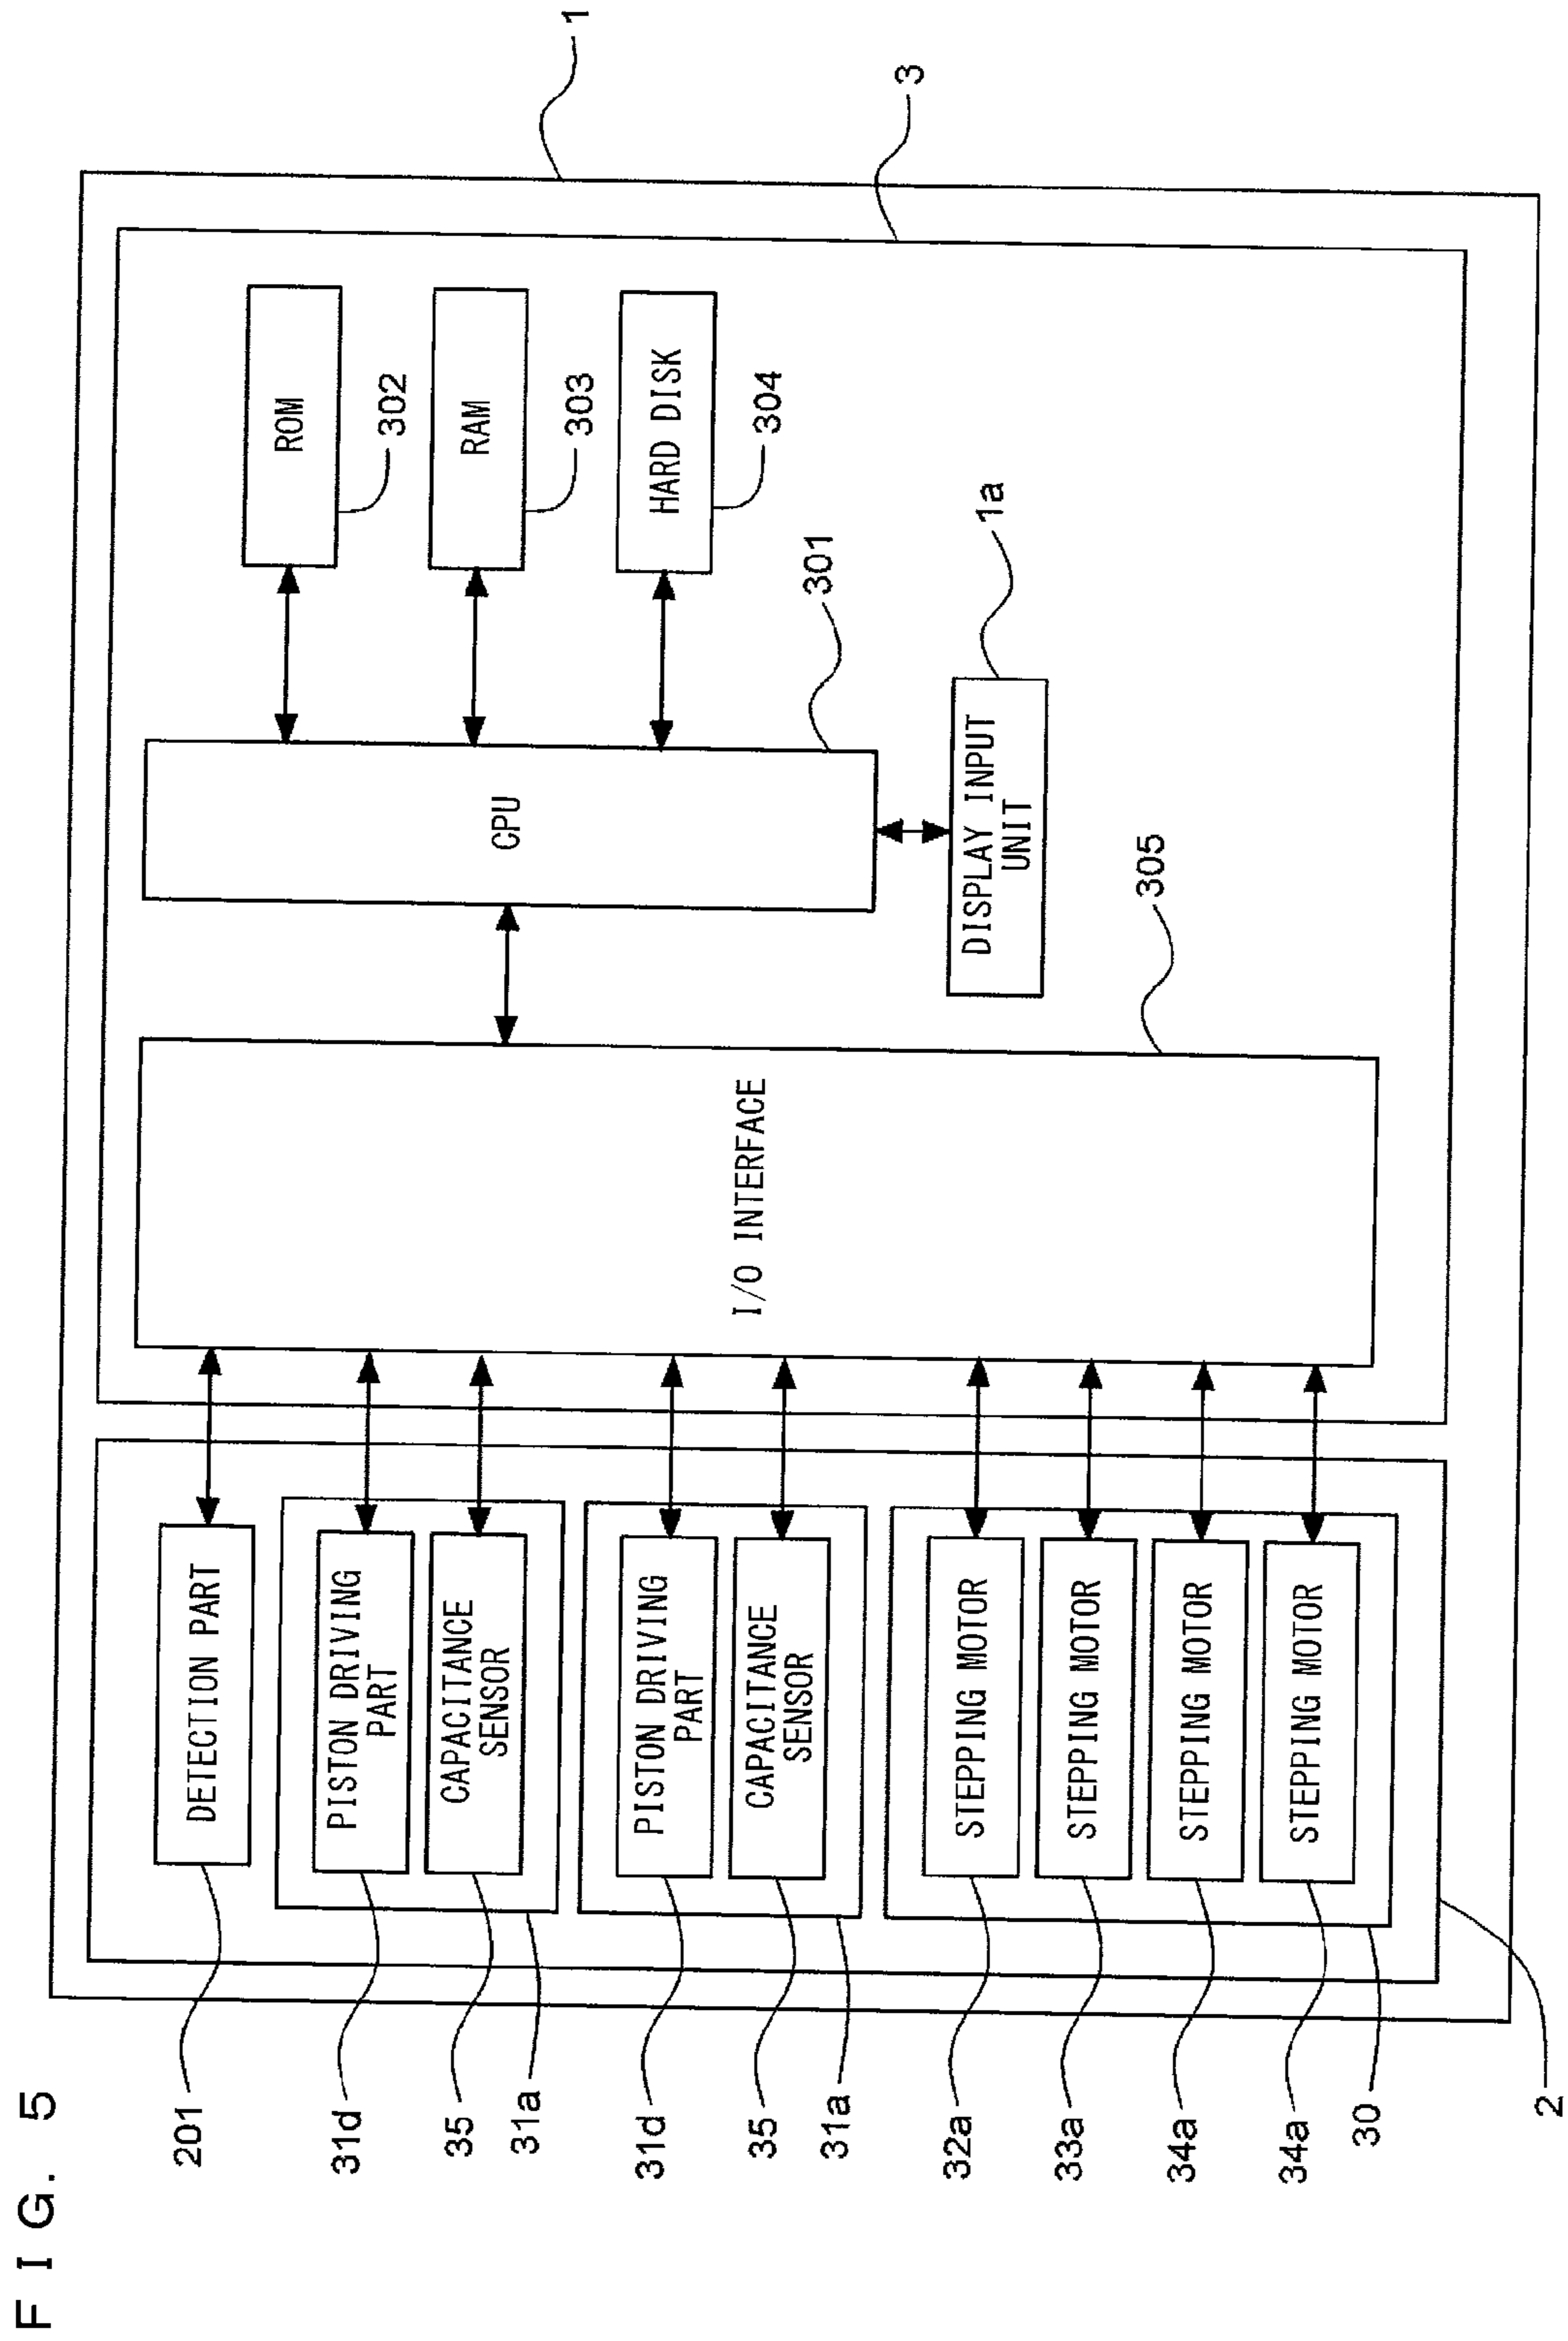 FIG. 5
201
DETECTION PART
31d
PISTON DRIVING
PART
35
CAPACITANCE
SENSOR
31a
31d
PISTON DRIVING
PART
35
CAPACITANCE
SENSOR
31a
32a
STEPPING MOTOR
33a
STEPPING MOTOR
34a
STEPPING MOTOR
34a
STEPPING MOTOR
30
2
I/O INTERFACE
305
CPU
301
DISPLAY INPUT
UNIT
1a
ROM
302
RAM
303
HARD DISK
304
3
1